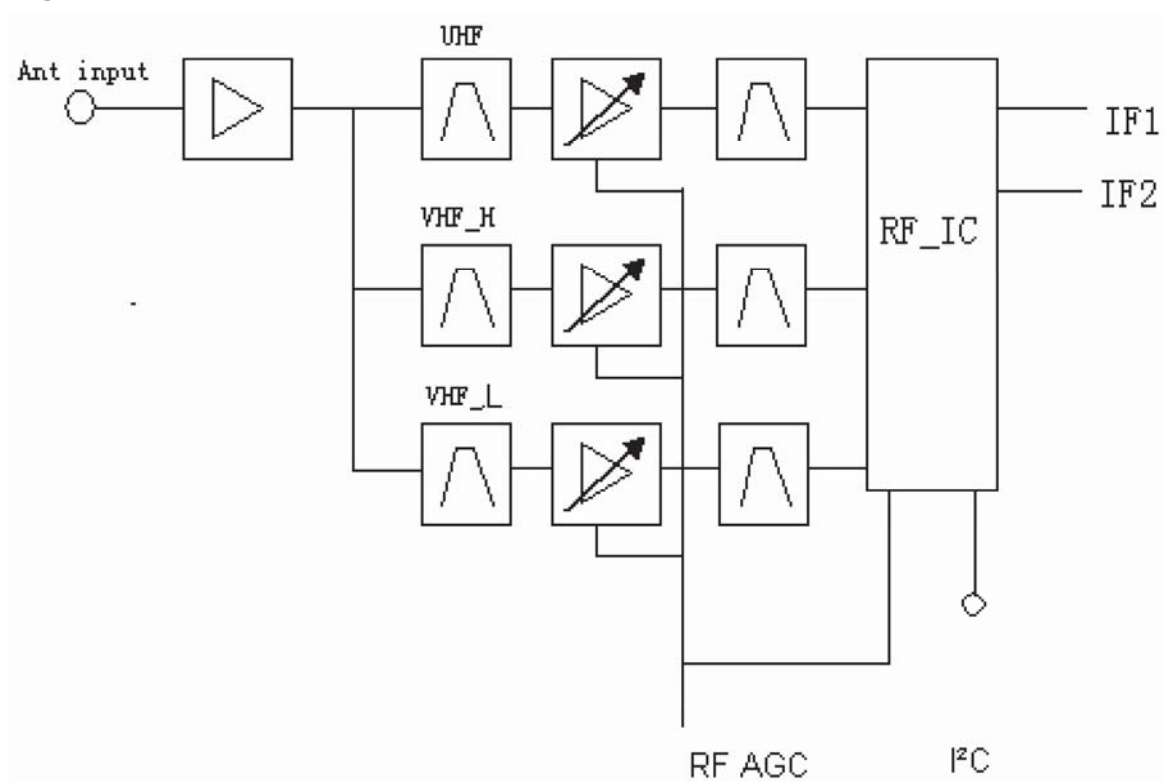 UHF
Ant input
IF1
IF2
RF_IC
VHF_H
VHF_L
RF AGC
I²C